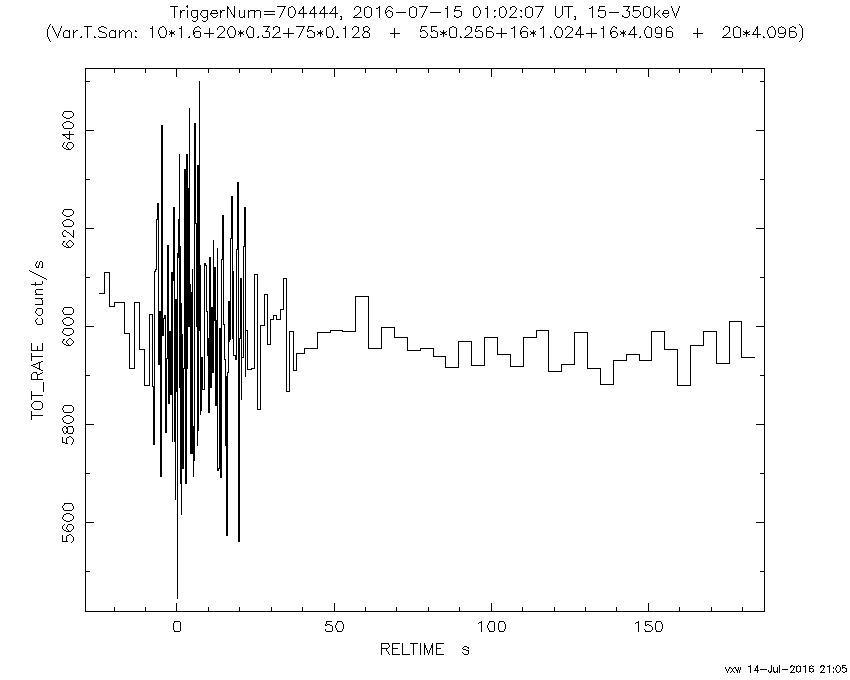 TriggerNum=704444, 2016-07-15 01:02:07 UT, 15-350keV
(Var.T.Sam: 10*1.6+20*0.32+75*0.128 + 55*0.256+16*1.024+16*4.096 + 20*4.096)
TOT_RATE count/s
6400
6200
6000
5800
5600
0 50 100 150
RELTIME s
vxw 14-Jul-2016 21:05